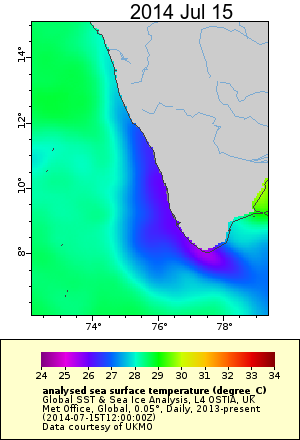 2014 Jul 15
14°
12°
10°
8°
74° 76° 78°
24 25 26 27 28 29 30 31 32 33 34
analysed sea surface temperature (degree_C)
Global SST & Sea Ice Analysis, L4 OSTIA, UK
Met Office, Global, 0.05°, Daily, 2013-present
(2014-07-15T12:00:00Z)
Data courtesy of UKMO